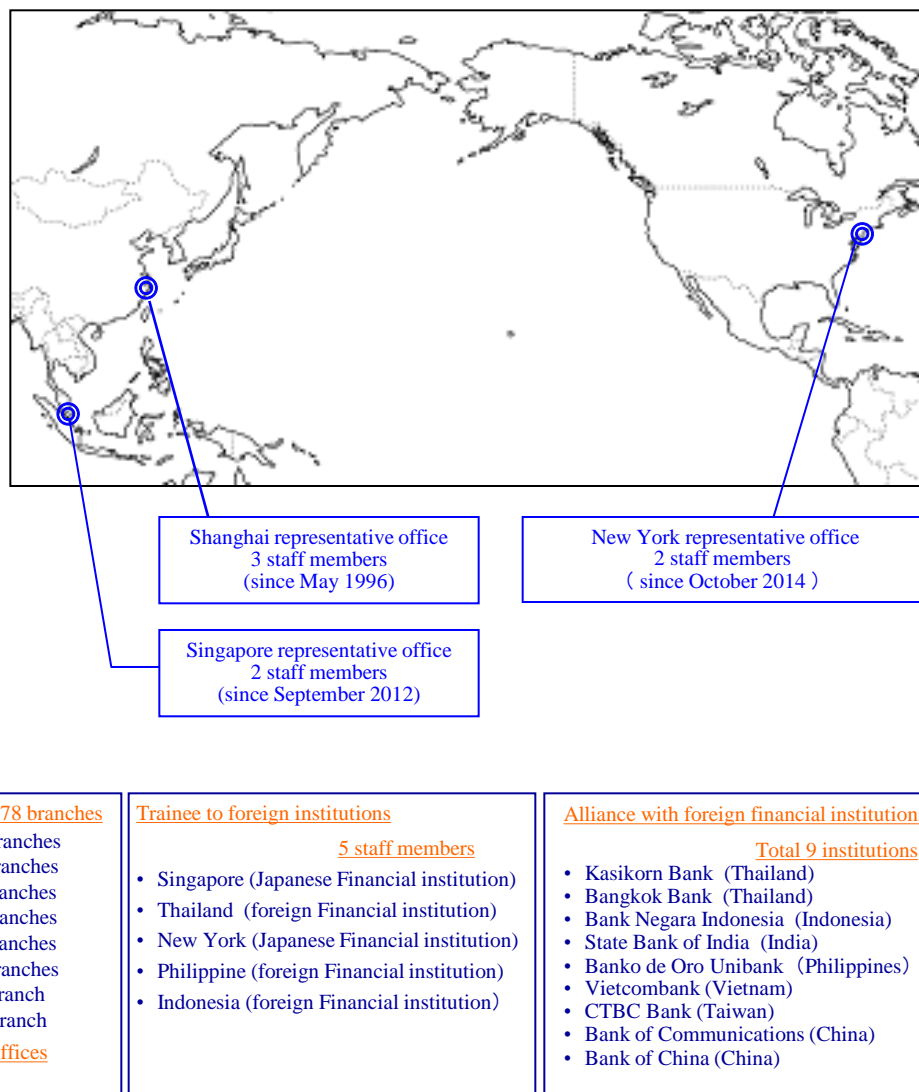 Shanghai representative office
3 staff members
(since May 1996)
New York representative office
2 staff members
( since October 2014 )
Singapore representative office
2 staff members
(since September 2012)
78 branches
ranches
ranches
anches
anches
anches
ranches
ranch
ranch
ffices
Trainee to foreign institutions
5 staff members
• Singapore (Japanese Financial institution)
• Thailand (foreign Financial institution)
• New York (Japanese Financial institution)
• Philippine (foreign Financial institution)
• Indonesia (foreign Financial institution)
Alliance with foreign financial institution
Total 9 institutions
• Kasikorn Bank (Thailand)
• Bangkok Bank (Thailand)
• Bank Negara Indonesia (Indonesia)
• State Bank of India (India)
• Banko de Oro Unibank (Philippines)
• Vietcombank (Vietnam)
• CTBC Bank (Taiwan)
• Bank of Communications (China)
• Bank of China (China)